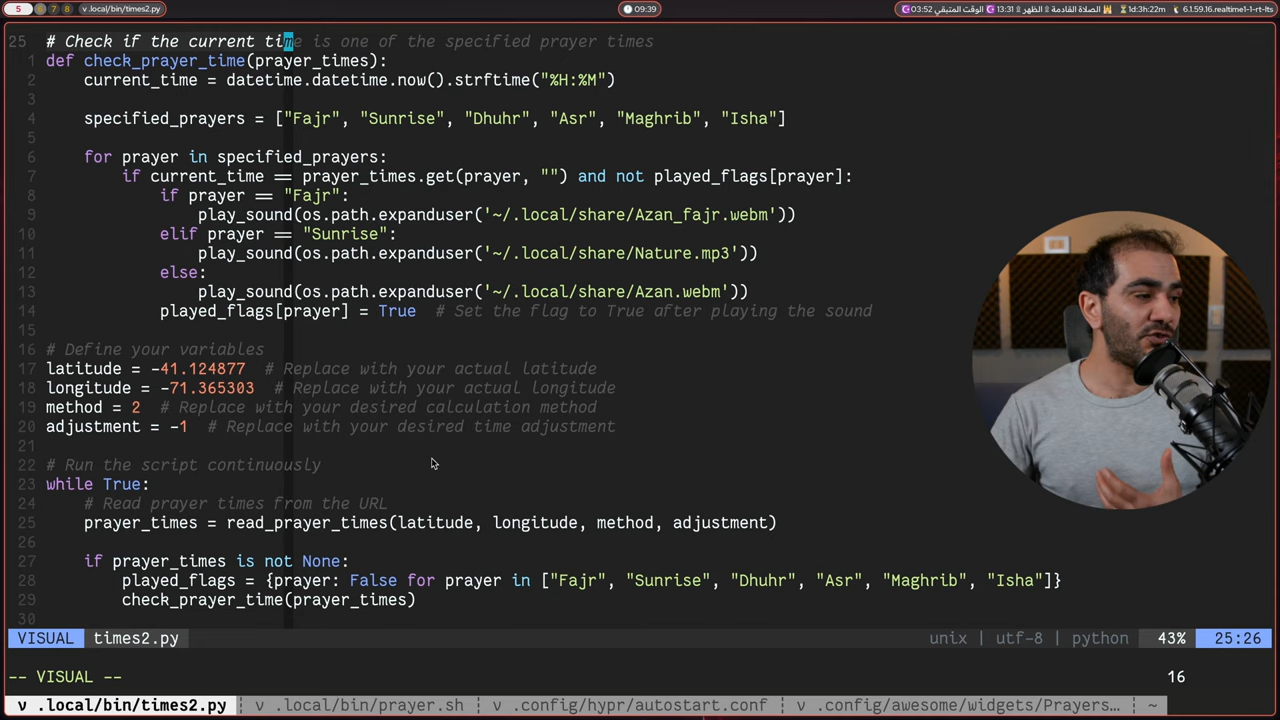 5 6 7 8 .local/bin/times2.py
09:39
الوقت المتبقي 03:52 الصلاة القادمة الظهر 13:31
1d:3h:22m
6.1.59.16.realtime1-1-rt-lts
25 # Check if the current time is one of the specified prayer times
1 def check_prayer_time(prayer_times):
2 current_time = datetime.datetime.now().strftime("%H:%M")
3
4 specified_prayers = ["Fajr", "Sunrise", "Dhuhr", "Asr", "Maghrib", "Isha"]
5
6 for prayer in specified_prayers:
7 if current_time == prayer_times.get(prayer, "") and not played_flags[prayer]:
8 if prayer == "Fajr":
9 play_sound(os.path.expanduser('~/.local/share/Azan_fajr.webm'))
10 elif prayer == "Sunrise":
11 play_sound(os.path.expanduser('~/.local/share/Nature.mp3'))
12 else:
13 play_sound(os.path.expanduser('~/.local/share/Azan.webm'))
14 played_flags[prayer] = True # Set the flag to True after playing the sound
15
16 # Define your variables
17 latitude = -41.124877 # Replace with your actual latitude
18 longitude = -71.365303 # Replace with your actual longitude
19 method = 2 # Replace with your desired calculation method
20 adjustment = -1 # Replace with your desired time adjustment
21
22 # Run the script continuously
23 while True:
24 # Read prayer times from the URL
25 prayer_times = read_prayer_times(latitude, longitude, method, adjustment)
26
27 if prayer_times is not None:
28 played_flags = {prayer: False for prayer in ["Fajr", "Sunrise", "Dhuhr", "Asr", "Maghrib", "Isha"]}
29 check_prayer_time(prayer_times)
30
VISUAL times2.py unix | utf-8 | python 43% 25:26
-- VISUAL -- 16
.local/bin/times2.py .local/bin/prayer.sh .config/hypr/autostart.conf .config/awesome/widgets/Prayers… ~